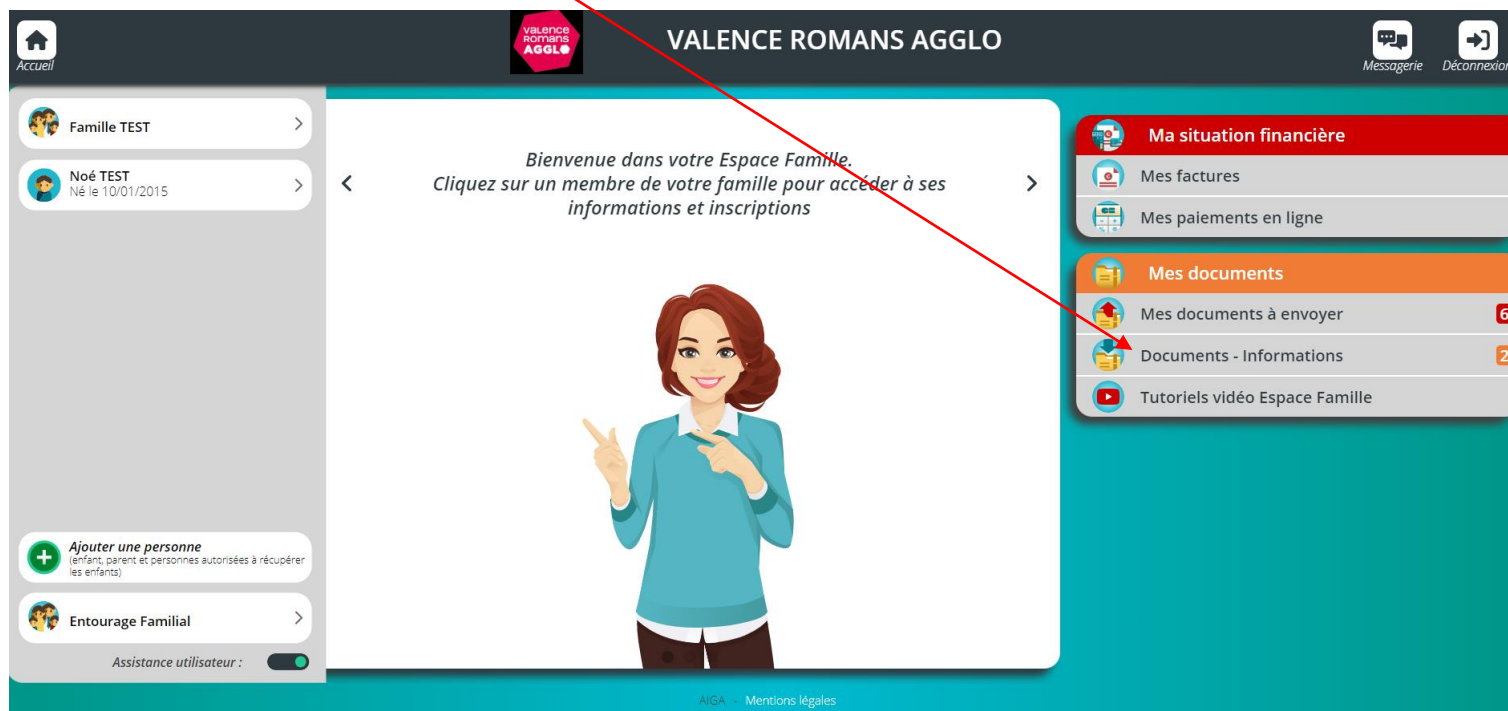 Accueil
valence
Romans
AGGLO
VALENCE ROMANS AGGLO
Messagerie
Déconnexion
Famille TEST
Noé TEST
Né le 10/01/2015
Bienvenue dans votre Espace Famille.
Cliquez sur un membre de votre famille pour accéder à ses
informations et inscriptions
Ma situation financière
Mes factures
Mes paiements en ligne
Mes documents
Mes documents à envoyer
6
Documents - Informations
2
Tutoriels vidéo Espace Famille
Ajouter une personne
(enfant, parent et personnes autorisées à récupérer
les enfants)
Entourage Familial
Assistance utilisateur :
AIGA - Mentions légales